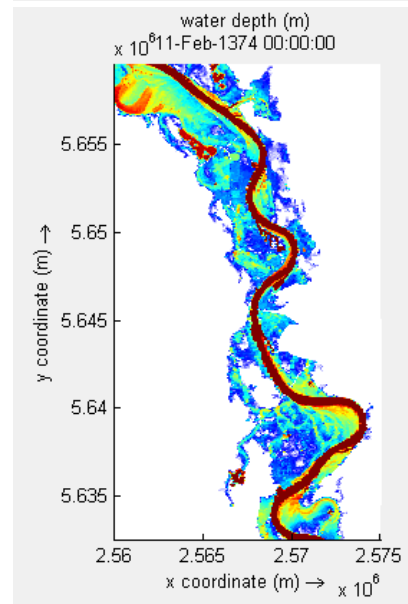 water depth (m)
x 10⁶11-Feb-1374 00:00:00
5.655
5.65
5.645
5.64
5.635
y coordinate (m) →
2.56 2.565 2.57 2.575
x coordinate (m) → x 10⁶